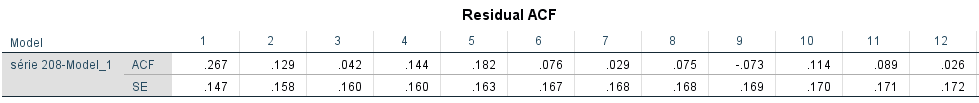 Residual ACF
Model 1 2 3 4 5 6 7 8 9 10 11 12
série 208-Model_1 ACF .267 .129 .042 .144 .182 .076 .029 .075 -.073 .114 .089 .026
SE .147 .158 .160 .160 .163 .167 .168 .168 .169 .170 .171 .172